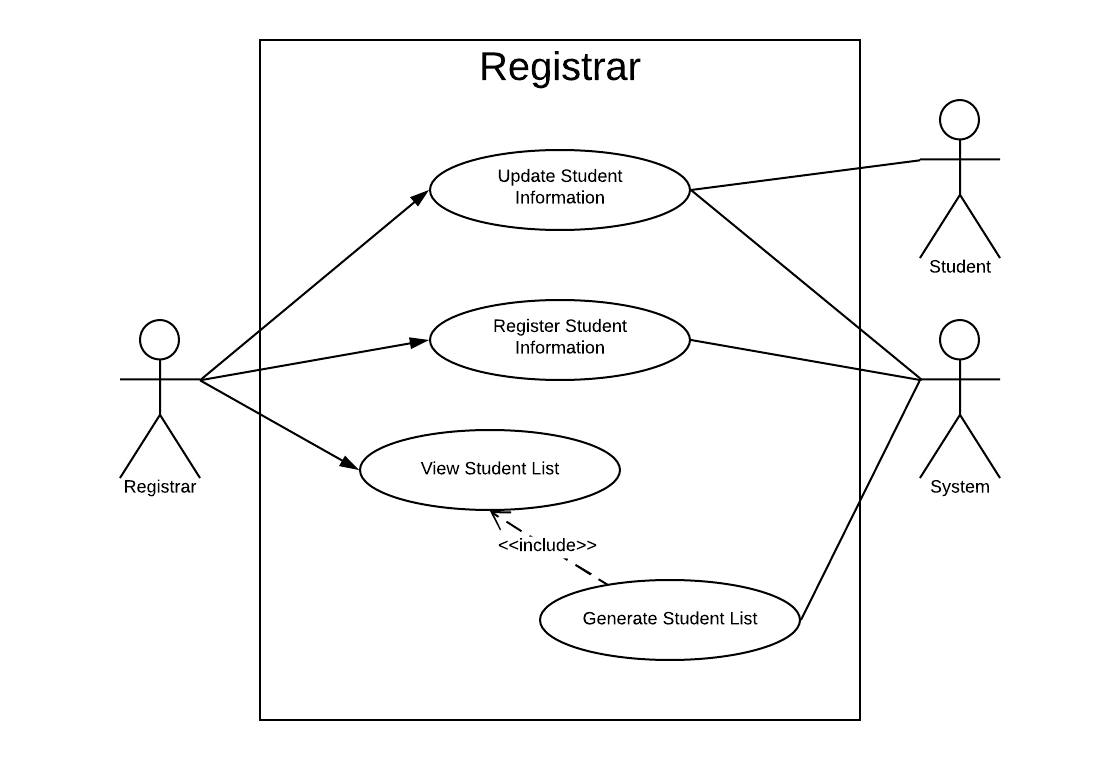 Registrar
Update Student
Information
Student
Register Student
Information
Registrar
View Student List
System
<<include>>
Generate Student List